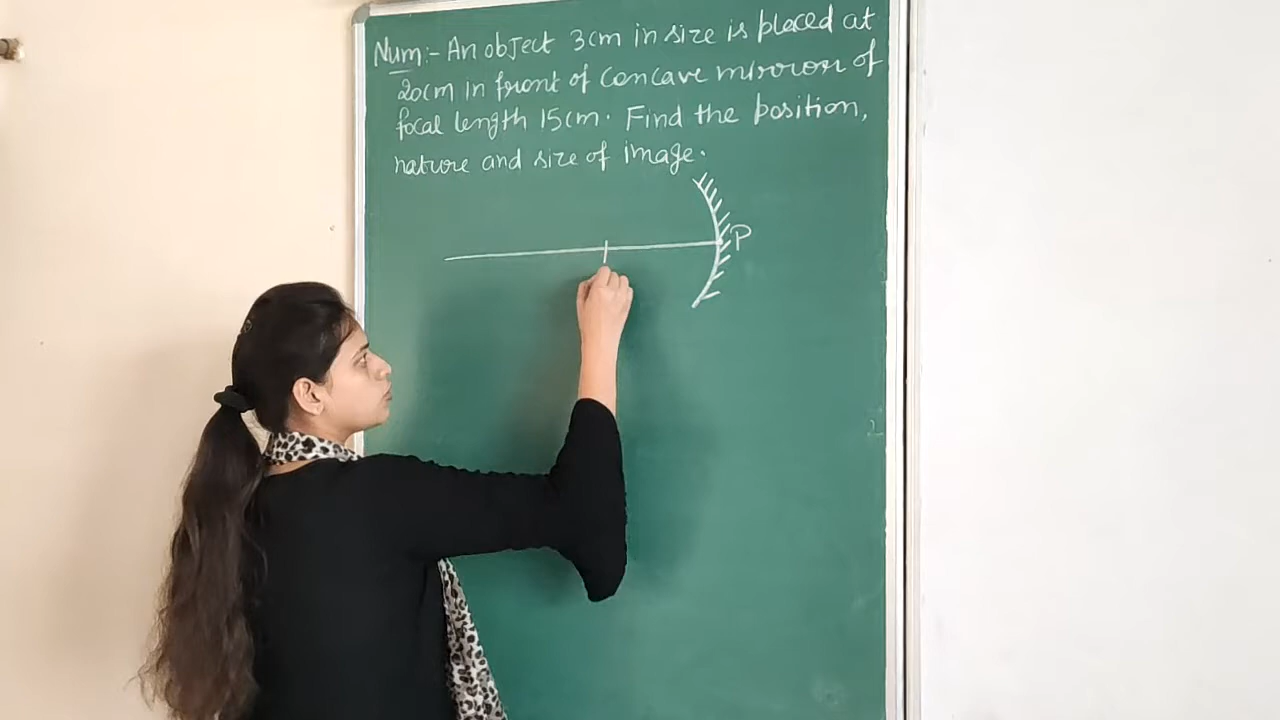 Num:- An object 3cm in size is placed at
20cm in front of concave mirror of
focal length 15cm. Find the position,
nature and size of image.
P